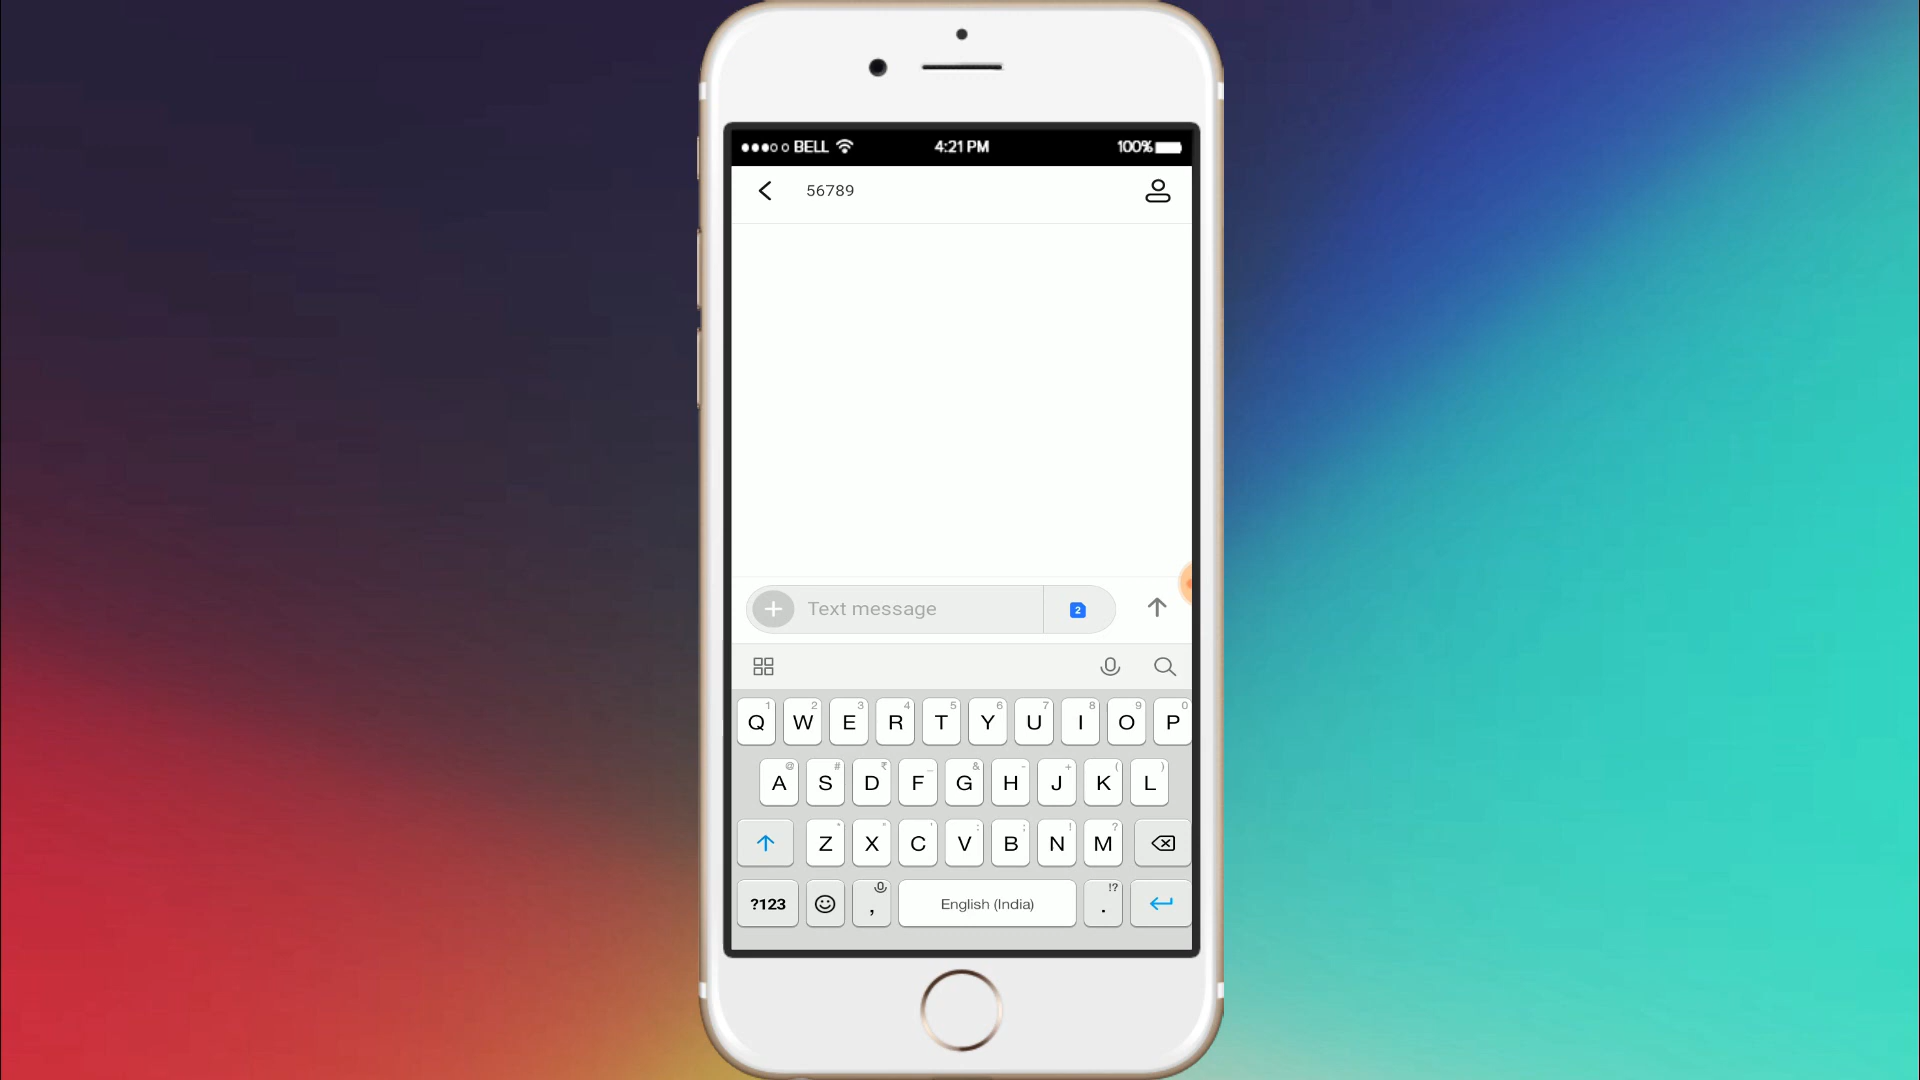 BELL 4:21 PM 100%
56789
Text message 2
1 2 3 4 5 6 7 8 9 0
Q W E R T Y U I O P
@ # ₹ _ & - + ( )
A S D F G H J K L
* " ' : ; ! ?
Z X C V B N M
!?
?123 , English (India) .